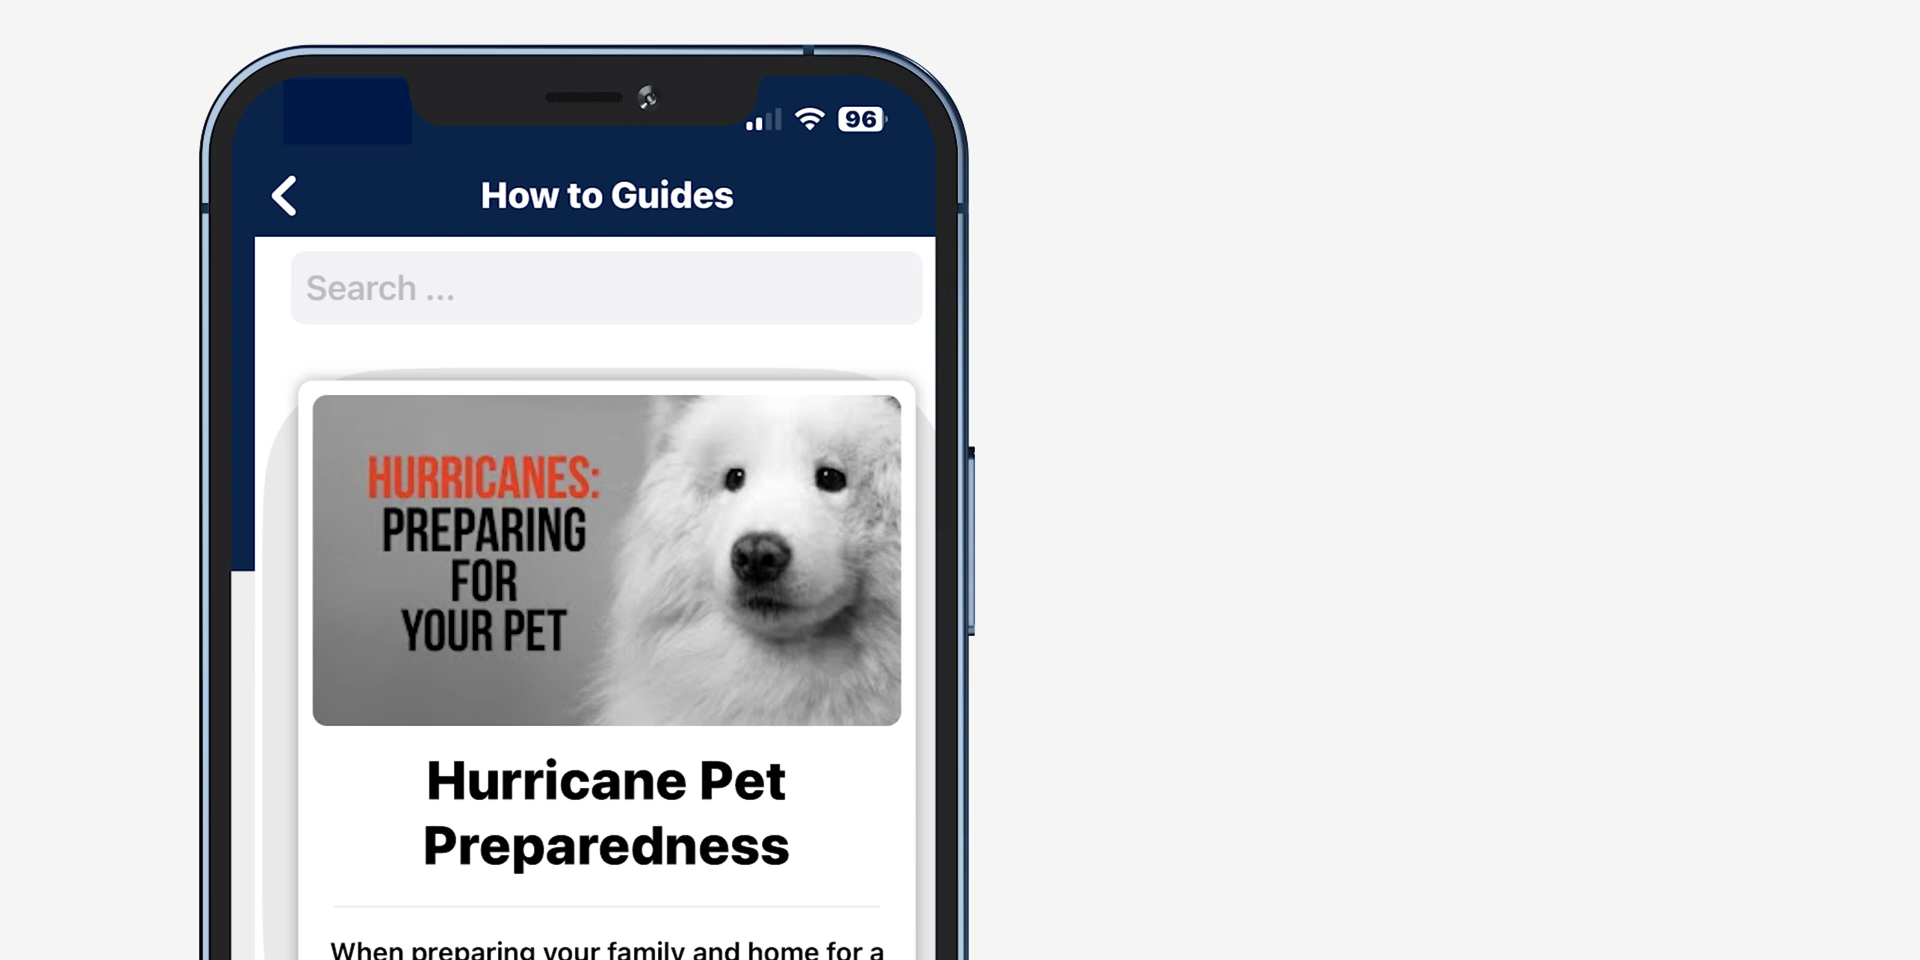 96
How to Guides
Search ...
HURRICANES:
PREPARING
FOR
YOUR PET
Hurricane Pet
Preparedness
When preparing your family and home for a